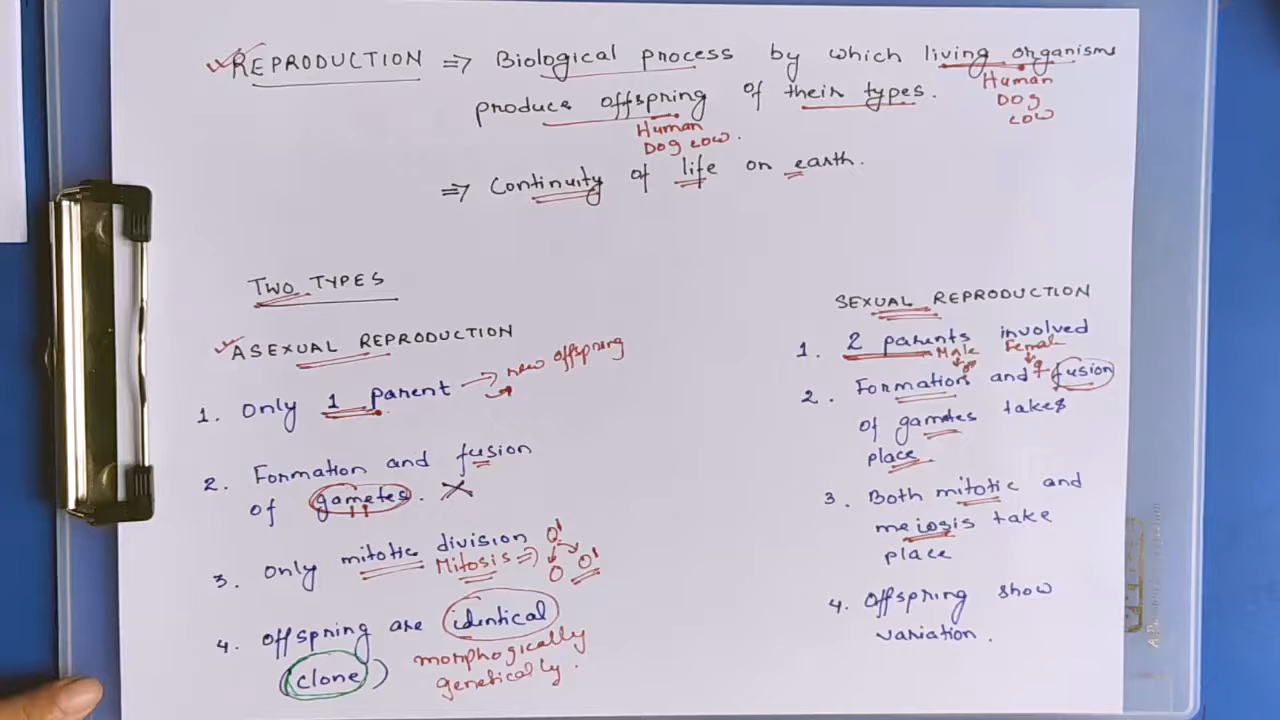 REPRODUCTION ⇒ Biological process by which living organisms
Human
produce offspring of their types.
Dog
Cow
Human
Dog Cow.
⇒ Continuity of life on earth.
TWO TYPES
ASEXUAL REPRODUCTION
1. Only 1 parent → new offspring
2. Formation and fusion
of gametes. X
3. Only mitotic division
Mitosis ⇒
4. Offspring are identical
(clone)
morphogically
genetically.
SEXUAL REPRODUCTION
1. 2 parents involved
Male Female
2. Formation and fusion
♂ ♀
of gametes takes
place
3. Both mitotic and
meiosis take
place
4. Offspring show
variation.